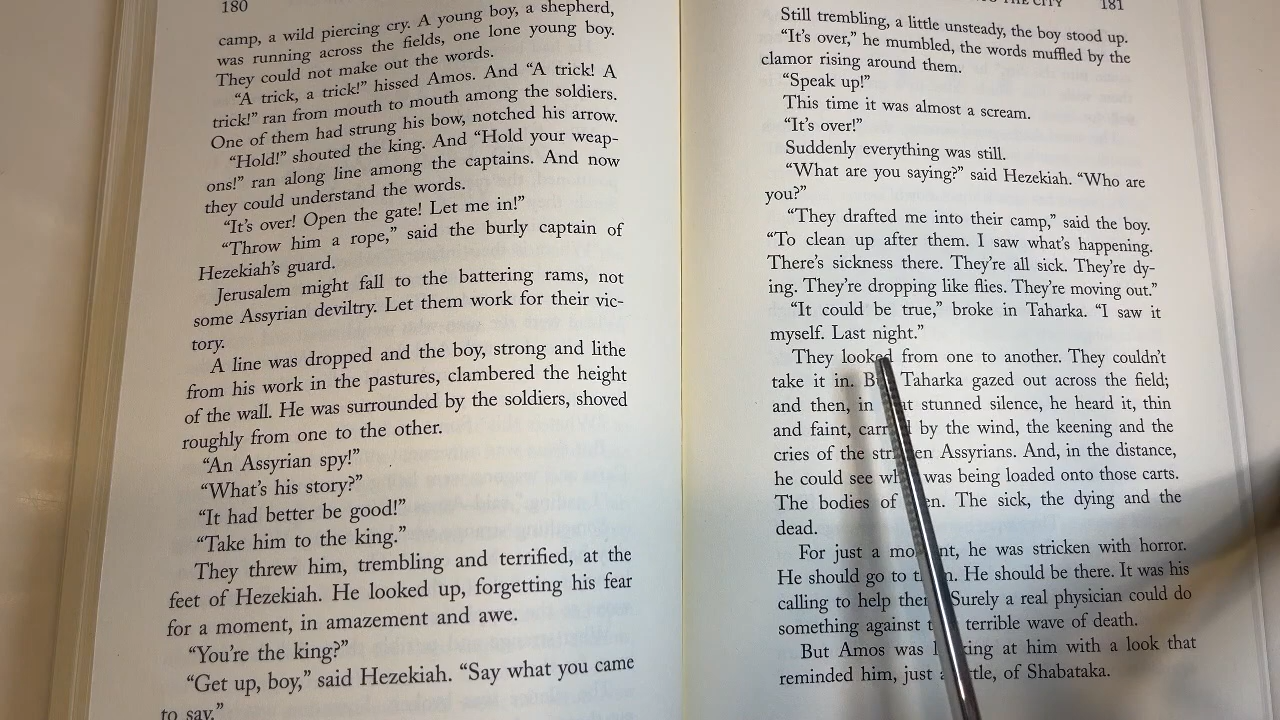 180
camp, a wild piercing cry. A young boy, a shepherd,
was running across the fields, one lone young boy.
They could not make out the words.
“A trick, a trick!” hissed Amos. And “A trick! A
trick!” ran from mouth to mouth among the soldiers.
One of them had strung his bow, notched his arrow.
“Hold!” shouted the king. And “Hold your weap-
ons!” ran along line among the captains. And now
they could understand the words.
“It’s over! Open the gate! Let me in!”
“Throw him a rope,” said the burly captain of
Hezekiah’s guard.
Jerusalem might fall to the battering rams, not
some Assyrian deviltry. Let them work for their vic-
tory.
A line was dropped and the boy, strong and lithe
from his work in the pastures, clambered the height
of the wall. He was surrounded by the soldiers, shoved
roughly from one to the other.
“An Assyrian spy!”
“What’s his story?”
“It had better be good!”
“Take him to the king.”
They threw him, trembling and terrified, at the
feet of Hezekiah. He looked up, forgetting his fear
for a moment, in amazement and awe.
“You’re the king?”
“Get up, boy,” said Hezekiah. “Say what you came
to say.”
THE CITY 181
Still trembling, a little unsteady, the boy stood up.
“It’s over,” he mumbled, the words muffled by the
clamor rising around them.
“Speak up!”
This time it was almost a scream.
“It’s over!”
Suddenly everything was still.
“What are you saying?” said Hezekiah. “Who are
you?”
“They drafted me into their camp,” said the boy.
“To clean up after them. I saw what’s happening.
There’s sickness there. They’re all sick. They’re dy-
ing. They’re dropping like flies. They’re moving out.”
“It could be true,” broke in Taharka. “I saw it
myself. Last night.”
They looked from one to another. They couldn’t
take it in. But Taharka gazed out across the field;
and then, in that stunned silence, he heard it, thin
and faint, carried by the wind, the keening and the
cries of the stricken Assyrians. And, in the distance,
he could see what was being loaded onto those carts.
The bodies of men. The sick, the dying and the
dead.
For just a moment, he was stricken with horror.
He should go to them. He should be there. It was his
calling to help them. Surely a real physician could do
something against this terrible wave of death.
But Amos was looking at him with a look that
reminded him, just a little, of Shabataka.